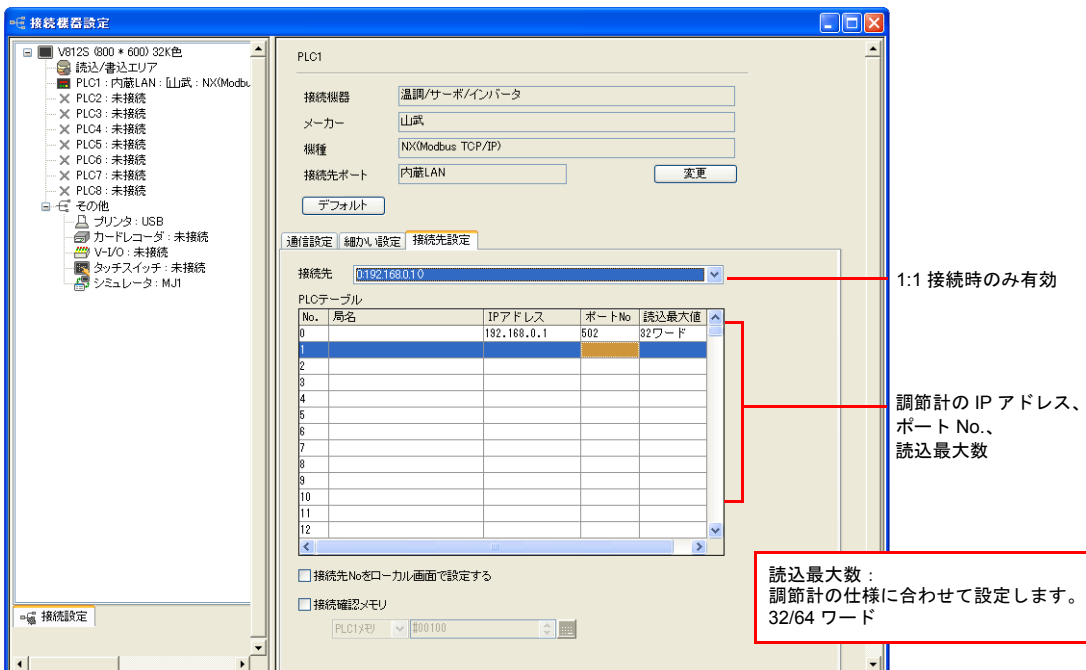 接続機器設定
V812S (800 * 600) 32K色
読込/書込エリア
PLC1 : 内蔵LAN : [山武 : NX(Modbu
PLC2 : 未接続
PLC3 : 未接続
PLC4 : 未接続
PLC5 : 未接続
PLC6 : 未接続
PLC7 : 未接続
PLC8 : 未接続
その他
プリンタ : USB
カードレコーダ : 未接続
V-I/O : 未接続
タッチスイッチ : 未接続
シミュレータ : MJ1
接続設定
PLC1
接続機器 温調/サーボ/インバータ
メーカー 山武
機種 NX(Modbus TCP/IP)
接続先ポート 内蔵LAN 変更
デフォルト
通信設定 細かい設定 接続先設定
接続先 0:192.168.0.1()
PLCテーブル
No. 局名 IPアドレス ポートNo 読込最大値
0 192.168.0.1 502 32ワード
1
2
3
4
5
6
7
8
9
10
11
12
接続先Noをローカル画面で設定する
接続確認メモリ
PLC1メモリ #00100
1:1 接続時のみ有効
調節計の IP アドレス、
ポート No.、
読込最大数
読込最大数：
調節計の仕様に合わせて設定します。
32/64 ワード